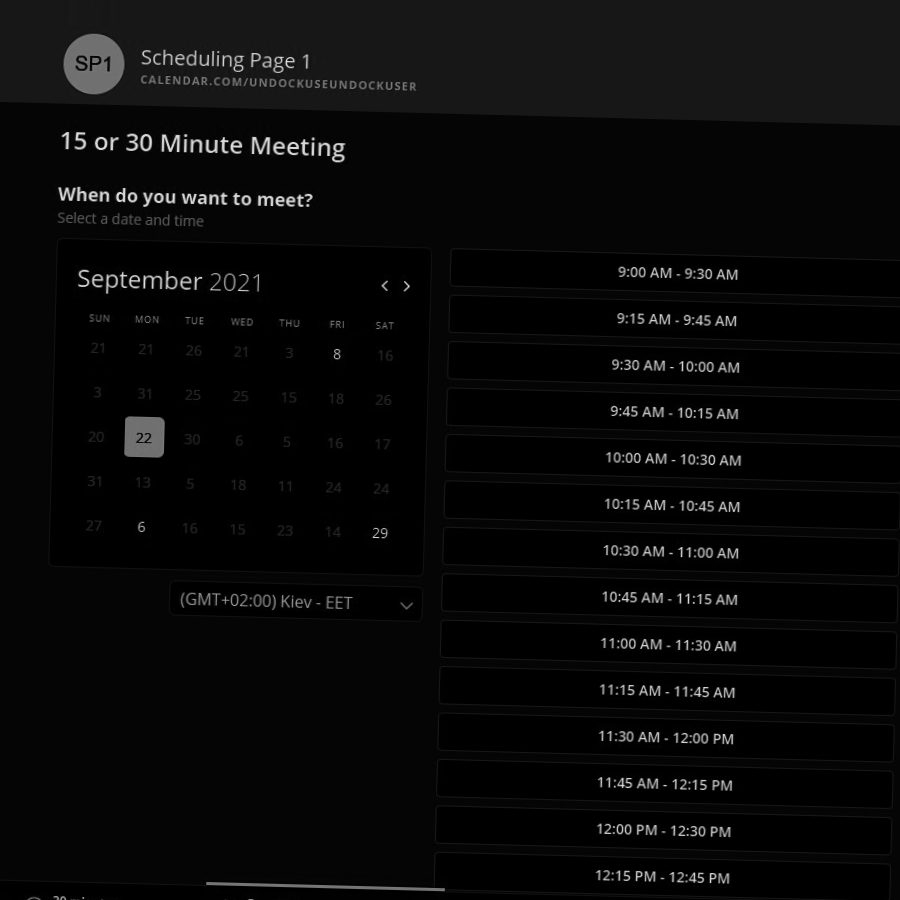 SP1
Scheduling Page 1
CALENDAR.COM/UNDOCKUSEUNDOCKUSER
15 or 30 Minute Meeting
When do you want to meet?
Select a date and time
September 2021
SUN MON TUE WED THU FRI SAT
21 21 26 21 3 8 16
3 31 25 25 15 18 26
20 22 30 6 5 16 17
31 13 5 18 11 24 24
27 6 16 15 23 14 29
(GMT+02:00) Kiev - EET
9:00 AM - 9:30 AM
9:15 AM - 9:45 AM
9:30 AM - 10:00 AM
9:45 AM - 10:15 AM
10:00 AM - 10:30 AM
10:15 AM - 10:45 AM
10:30 AM - 11:00 AM
10:45 AM - 11:15 AM
11:00 AM - 11:30 AM
11:15 AM - 11:45 AM
11:30 AM - 12:00 PM
11:45 AM - 12:15 PM
12:00 PM - 12:30 PM
12:15 PM - 12:45 PM